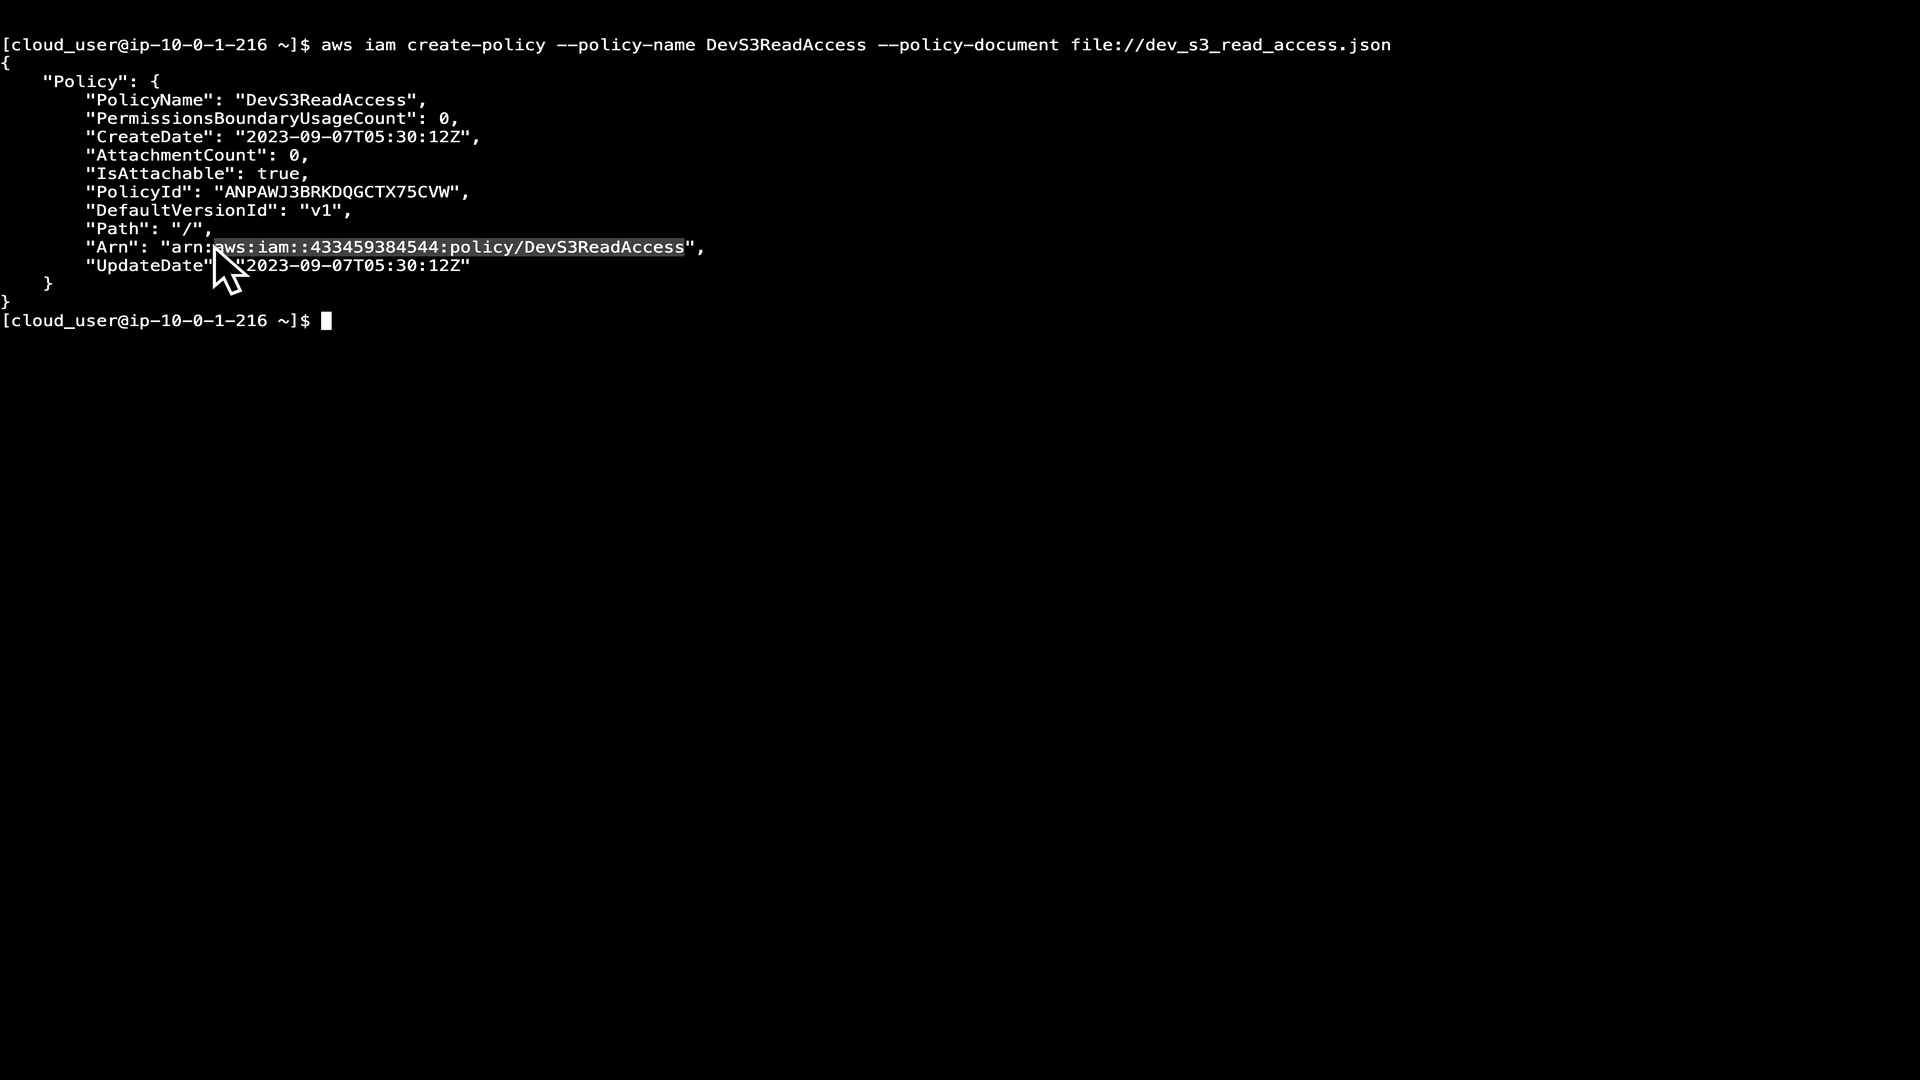 [cloud_user@ip-10-0-1-216 ~]$ aws iam create-policy --policy-name DevS3ReadAccess --policy-document file://dev_s3_read_access.json
{
    "Policy": {
        "PolicyName": "DevS3ReadAccess",
        "PermissionsBoundaryUsageCount": 0,
        "CreateDate": "2023-09-07T05:30:12Z",
        "AttachmentCount": 0,
        "IsAttachable": true,
        "PolicyId": "ANPAWJ3BRKDQGCTX75CVW",
        "DefaultVersionId": "v1",
        "Path": "/",
        "Arn": "arn:aws:iam::433459384544:policy/DevS3ReadAccess",
        "UpdateDate" "2023-09-07T05:30:12Z"
    }
}
[cloud_user@ip-10-0-1-216 ~]$